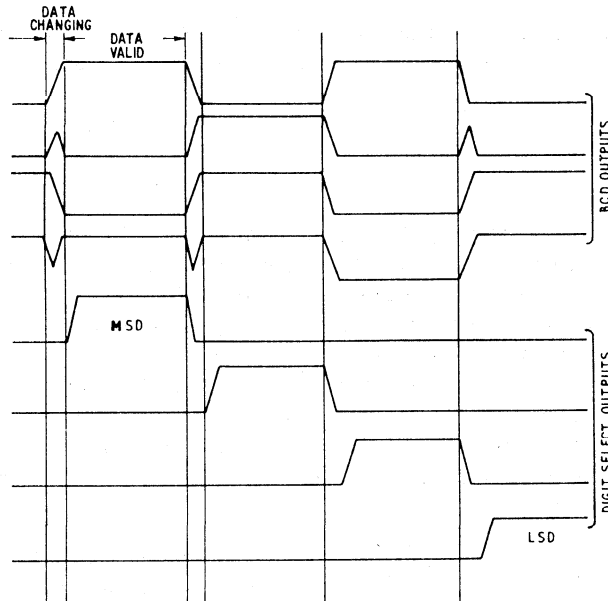 DATA
CHANGING
DATA
VALID
BCD OUTPUTS
MSD
DIGIT SELECT OUTPUTS
LSD